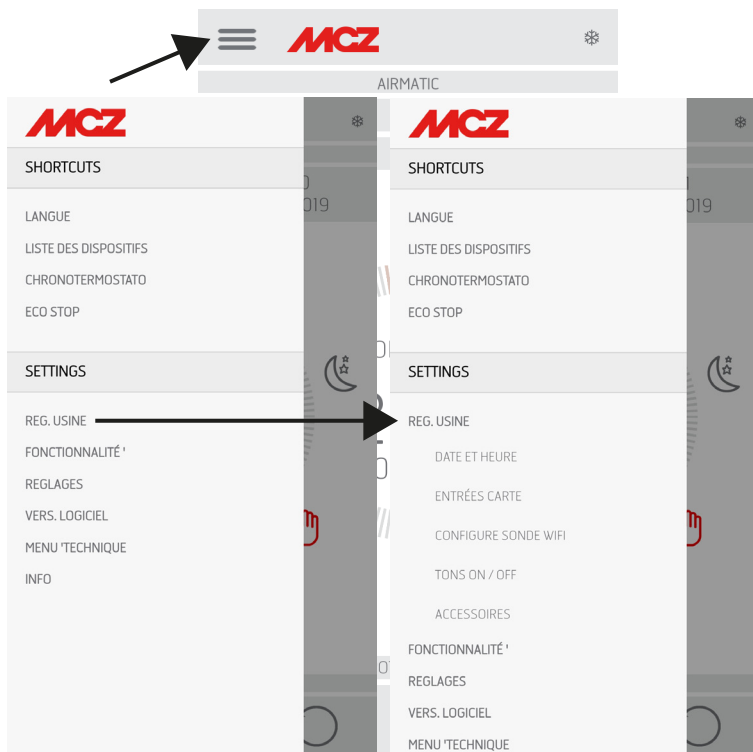 MCZ
AIRMATIC
MCZ
SHORTCUTS
019
LANGUE
LISTE DES DISPOSITIFS
CHRONOTERMOSTATO
ECO STOP
SETTINGS
REG. USINE
FONCTIONNALITÉ '
REGLAGES
VERS. LOGICIEL
MENU 'TECHNIQUE
INFO
MCZ
SHORTCUTS
019
LANGUE
LISTE DES DISPOSITIFS
CHRONOTERMOSTATO
ECO STOP
SETTINGS
REG. USINE
DATE ET HEURE
ENTRÉES CARTE
CONFIGURE SONDE WIFI
TONS ON / OFF
ACCESSOIRES
FONCTIONNALITÉ '
REGLAGES
VERS. LOGICIEL
MENU 'TECHNIQUE